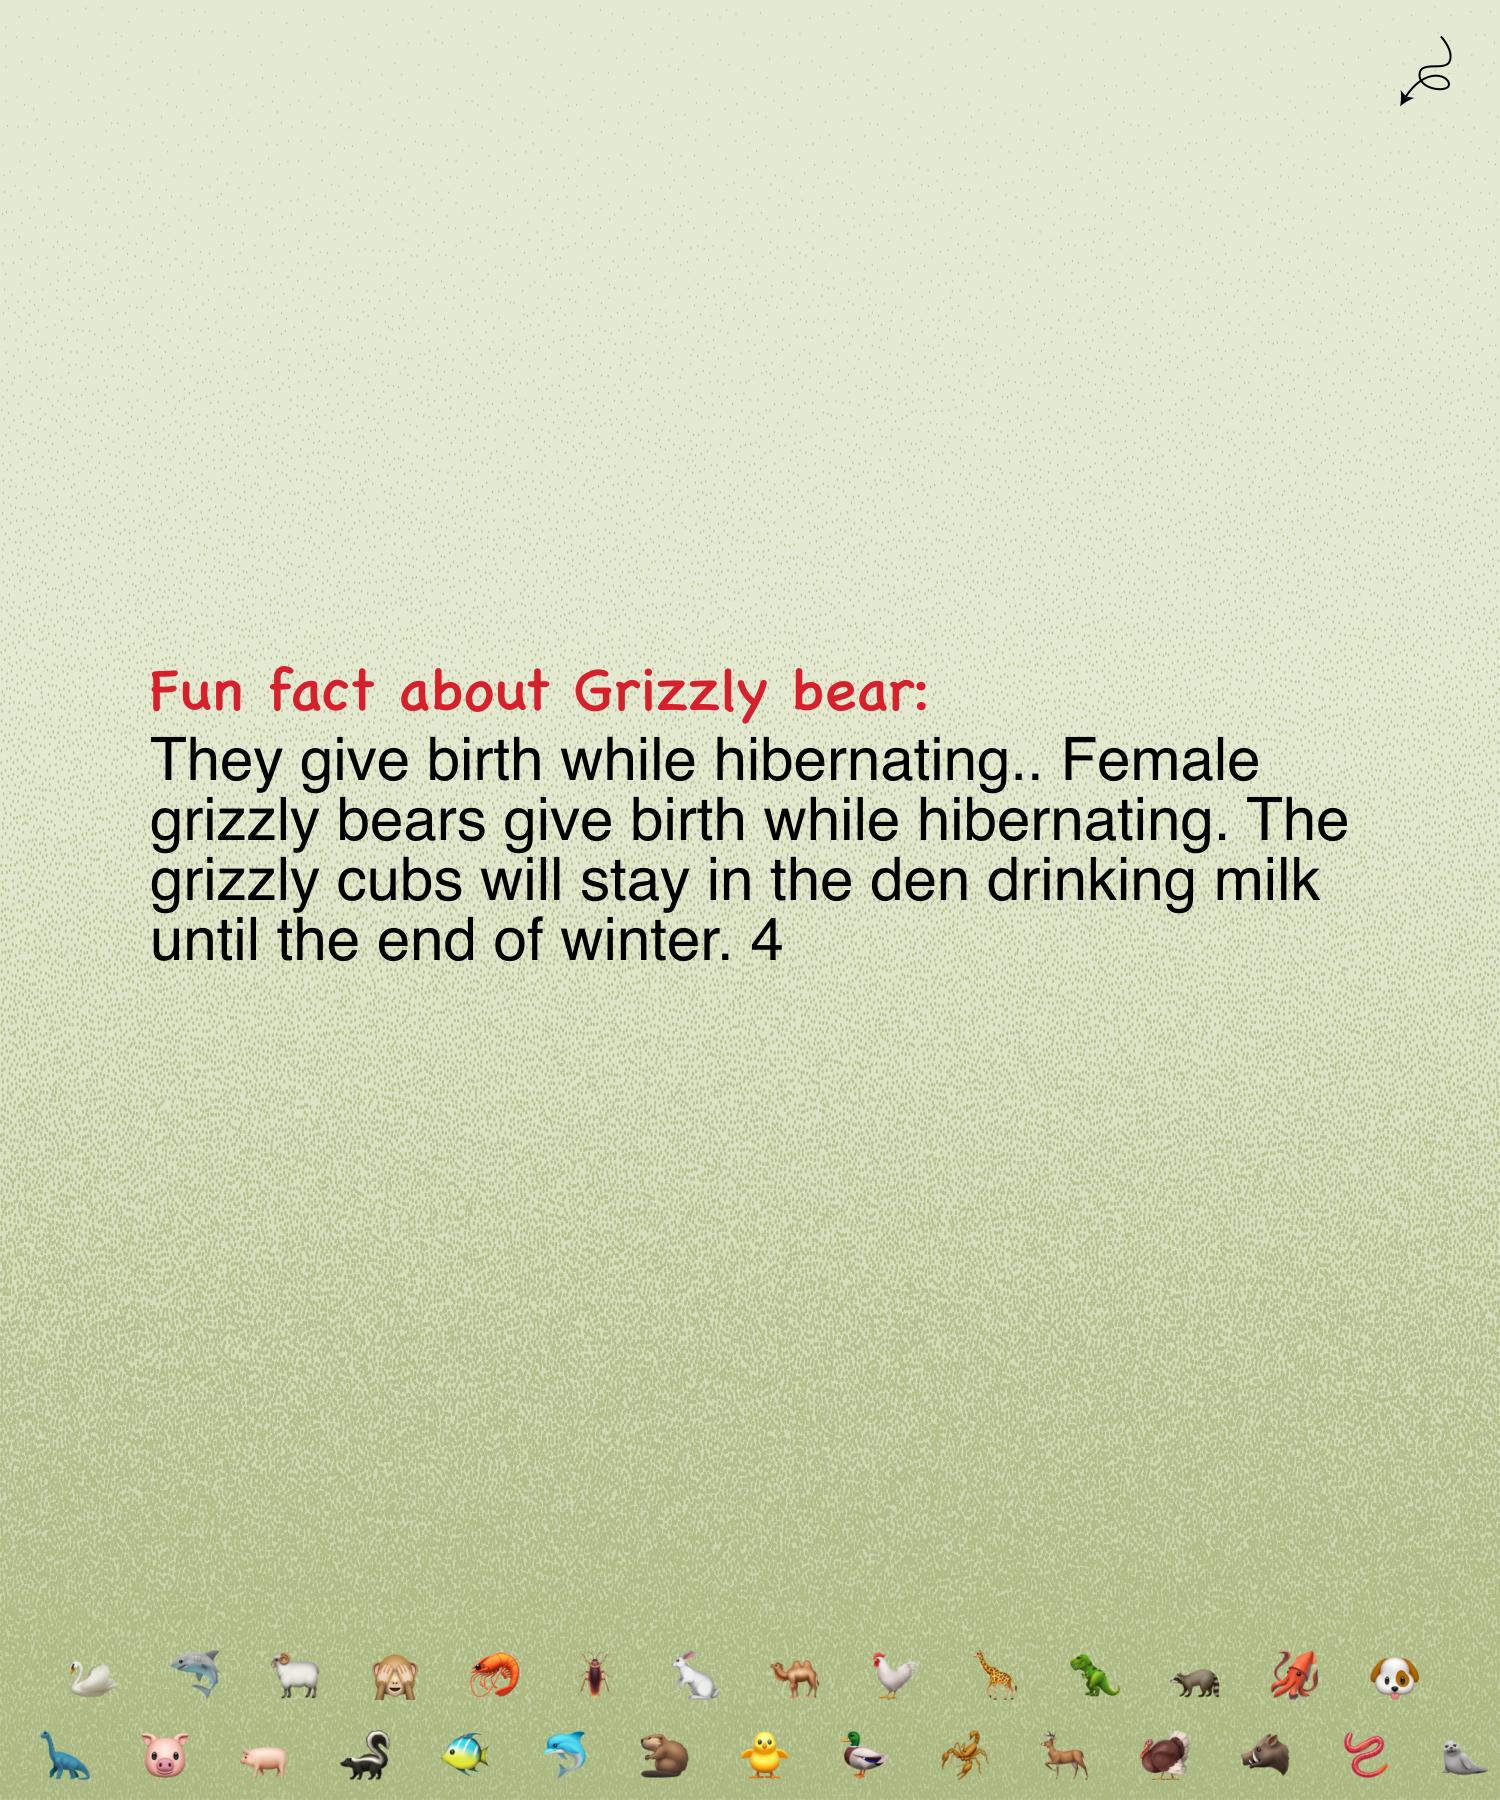 Fun fact about Grizzly bear:
They give birth while hibernating.. Female
grizzly bears give birth while hibernating. The
grizzly cubs will stay in the den drinking milk
until the end of winter. 4